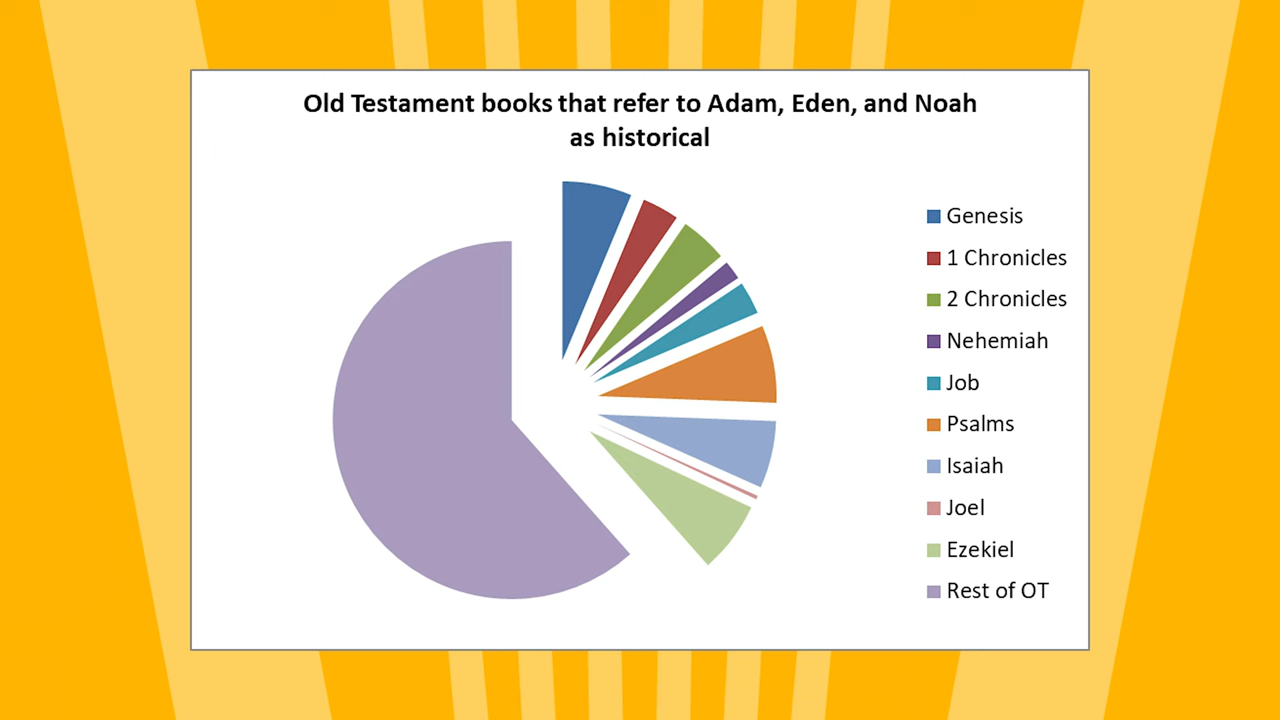 Old Testament books that refer to Adam, Eden, and Noah
as historical
Genesis
1 Chronicles
2 Chronicles
Nehemiah
Job
Psalms
Isaiah
Joel
Ezekiel
Rest of OT